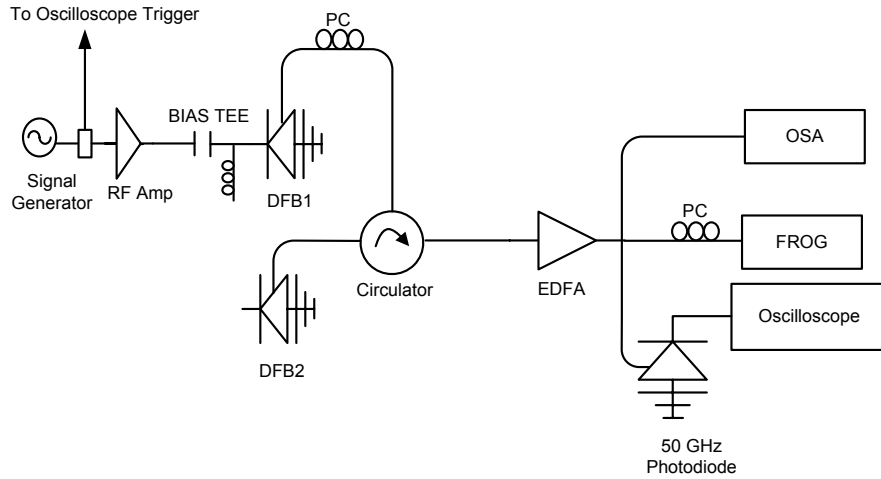 To Oscilloscope Trigger
PC
BIAS TEE
OSA
Signal
Generator
RF Amp
DFB1
PC
FROG
Circulator
EDFA
Oscilloscope
DFB2
50 GHz
Photodiode